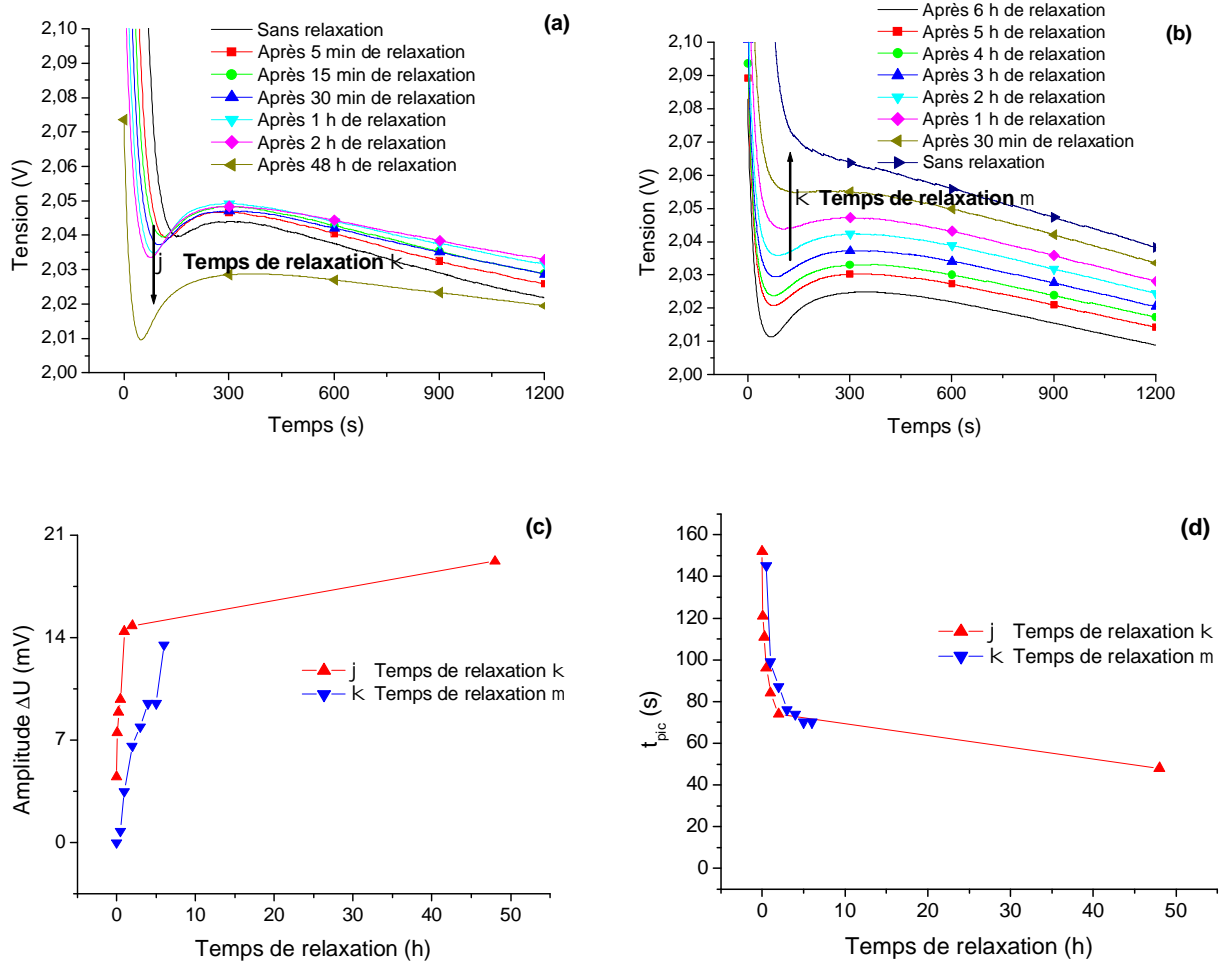 (a)
2,10
2,09
2,08
2,07
2,06
2,05
2,04
2,03
2,02
2,01
2,00
Tension (V)
Sans relaxation
Après 5 min de relaxation
Après 15 min de relaxation
Après 30 min de relaxation
Après 1 h de relaxation
Après 2 h de relaxation
Après 48 h de relaxation
j Temps de relaxation k
0 300 600 900 1200
Temps (s)
(b)
Après 6 h de relaxation
Après 5 h de relaxation
Après 4 h de relaxation
Après 3 h de relaxation
Après 2 h de relaxation
Après 1 h de relaxation
Après 30 min de relaxation
Sans relaxation
2,10
2,09
2,08
2,07
2,06
2,05
2,04
2,03
2,02
2,01
2,00
Tension (V)
k Temps de relaxation m
0 300 600 900 1200
Temps (s)
(c)
21
14
7
0
Amplitude ΔU (mV)
j Temps de relaxation k
k Temps de relaxation m
0 10 20 30 40 50
Temps de relaxation (h)
(d)
160
140
120
100
80
60
40
20
0
t_pic (s)
j Temps de relaxation k
k Temps de relaxation m
0 10 20 30 40 50
Temps de relaxation (h)